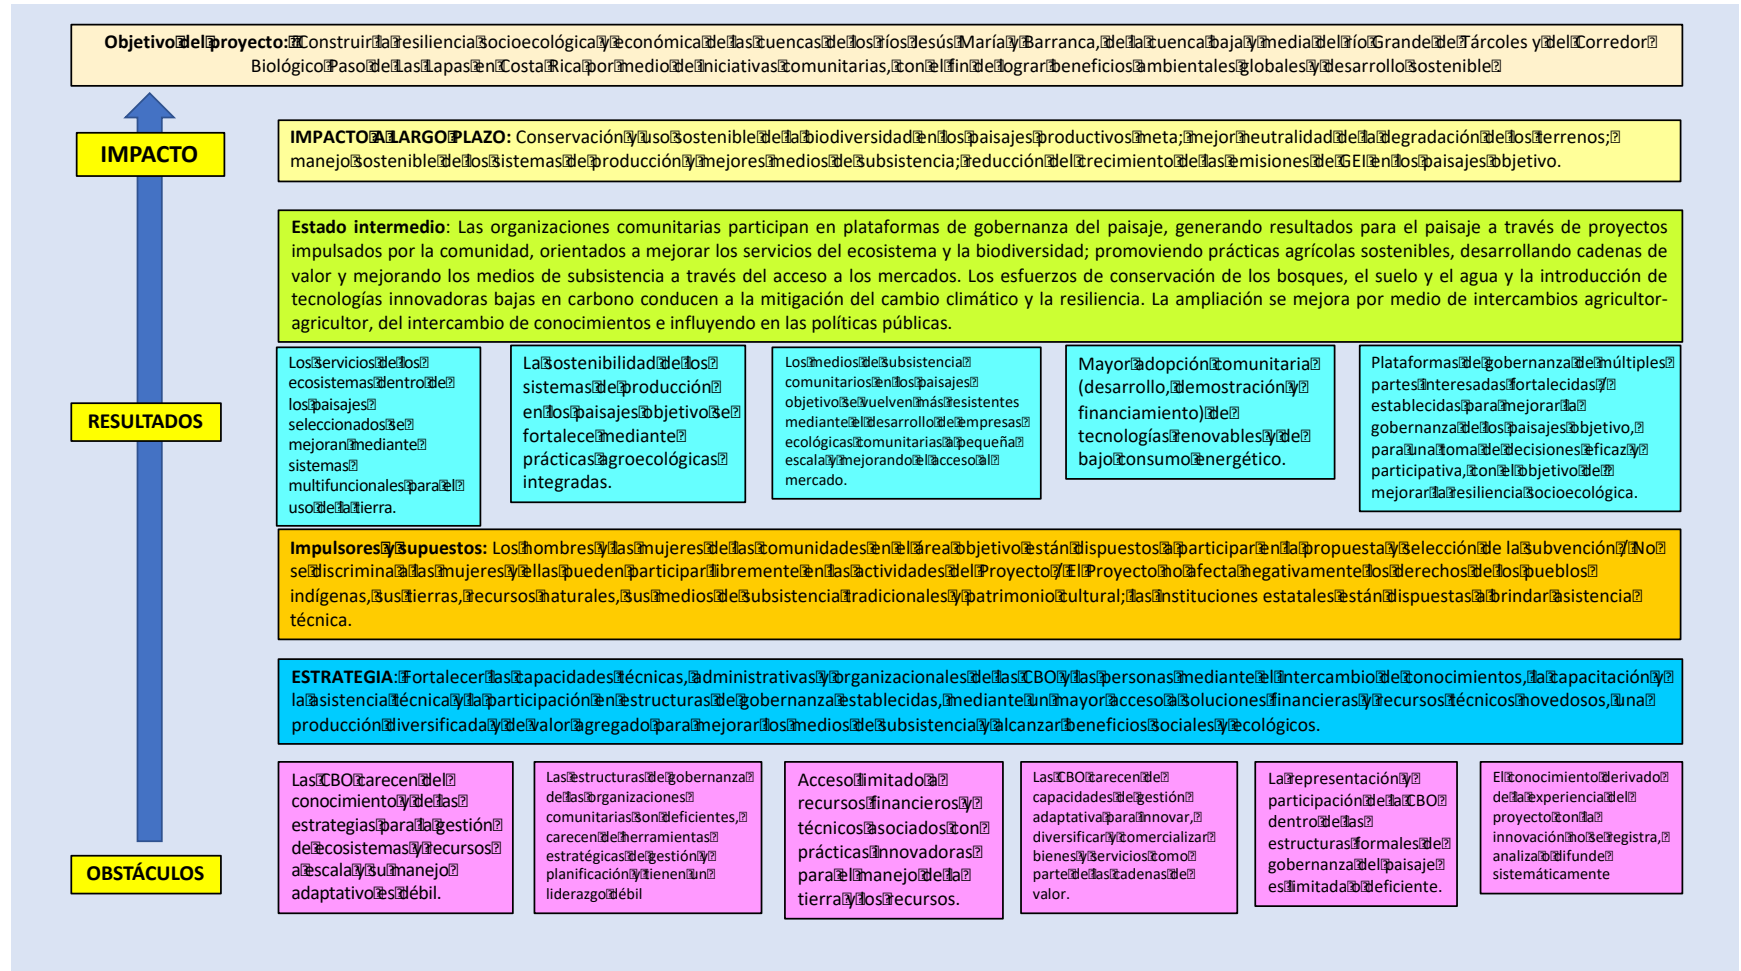 Objetivo del proyecto: Construir la resiliencia socioecológica y económica de las cuencas de los ríos Jesús María y Barranca, de la cuenca baja y media del río Grande de Tárcoles y del Corredor
Biológico Paso de Las Lapas en Costa Rica por medio de iniciativas comunitarias, con el fin de lograr beneficios ambientales globales y desarrollo sostenible
IMPACTO
IMPACTO A LARGO PLAZO: Conservación y uso sostenible de la biodiversidad en los paisajes productivos meta; mejor neutralidad de la degradación de los terrenos;
manejo sostenible de los sistemas de producción y mejores medios de subsistencia; reducción del crecimiento de las emisiones de GEI en los paisajes objetivo.
Estado intermedio: Las organizaciones comunitarias participan en plataformas de gobernanza del paisaje, generando resultados para el paisaje a través de proyectos
impulsados por la comunidad, orientados a mejorar los servicios del ecosistema y la biodiversidad; promoviendo prácticas agrícolas sostenibles, desarrollando cadenas de
valor y mejorando los medios de subsistencia a través del acceso a los mercados. Los esfuerzos de conservación de los bosques, el suelo y el agua y la introducción de
tecnologías innovadoras bajas en carbono conducen a la mitigación del cambio climático y la resiliencia. La ampliación se mejora por medio de intercambios agricultor-
agricultor, del intercambio de conocimientos e influyendo en las políticas públicas.
RESULTADOS
Los servicios de los
ecosistemas dentro de
los paisajes
seleccionados se
mejoran mediante
sistemas
multifuncionales para el
uso de la tierra.
La sostenibilidad de los
sistemas de producción
en los paisajes objetivo se
fortalece mediante
prácticas agroecológicas
integradas.
Los medios de subsistencia
comunitarios en los paisajes
objetivo se vuelven más resistentes
mediante el desarrollo de empresas
ecológicas comunitarias a pequeña
escala y mejorando el acceso al
mercado.
Mayor adopción comunitaria
(desarrollo, demostración y
financiamiento) de
tecnologías renovables y de
bajo consumo energético.
Plataformas de gobernanza de múltiples
partes interesadas fortalecidas /
establecidas para mejorar la
gobernanza de los paisajes objetivo,
para una toma de decisiones eficaz y
participativa, con el objetivo de
mejorar la resiliencia socioecológica.
Impulsores y supuestos: Los hombres y las mujeres de las comunidades en el área objetivo están dispuestos a participar en la propuesta y selección de la subvención / No
se discrimina a las mujeres y ellas pueden participar libremente en las actividades del Proyecto / El Proyecto no afecta negativamente los derechos de los pueblos
indígenas, sus tierras, recursos naturales, sus medios de subsistencia tradicionales y patrimonio cultural; las instituciones estatales están dispuestas a brindar asistencia
técnica.
ESTRATEGIA: Fortalecer las capacidades técnicas, administrativas y organizacionales de las CBO y las personas mediante el intercambio de conocimientos, la capacitación y
la asistencia técnica y la participación en estructuras de gobernanza establecidas, mediante un mayor acceso a soluciones financieras y recursos técnicos novedosos, una
producción diversificada y de valor agregado para mejorar los medios de subsistencia y alcanzar beneficios sociales y ecológicos.
OBSTÁCULOS
Las CBO carecen del
conocimiento y de las
estrategias para la gestión
de ecosistemas y recursos
a escala y su manejo
adaptativo es débil.
Las estructuras de gobernanza
de las organizaciones
comunitarias son deficientes,
carecen de herramientas
estratégicas de gestión y
planificación y tienen un
liderazgo débil
Acceso limitado a
recursos financieros y
técnicos asociados con
prácticas innovadoras
para el manejo de la
tierra y los recursos.
Las CBO carecen de
capacidades de gestión
adaptativa para innovar,
diversificar y comercializar
bienes y servicios como
parte de las cadenas de
valor.
La representación y
participación de la CBO
dentro de las
estructuras formales de
gobernanza del paisaje
es limitada o deficiente.
El conocimiento derivado
de la experiencia del
proyecto con la
innovación no se registra,
analiza o difunde
sistemáticamente